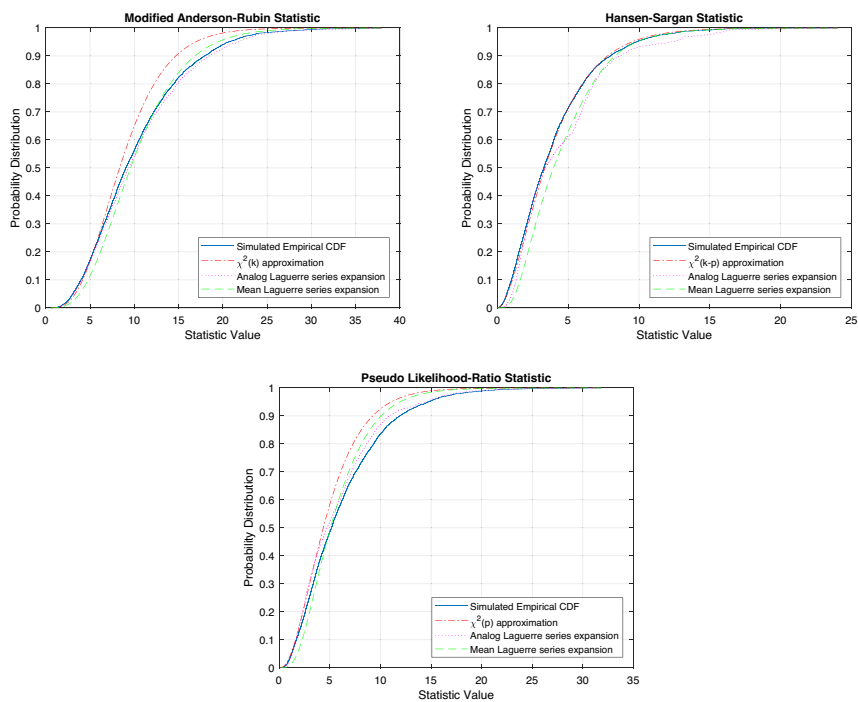 Modified Anderson-Rubin Statistic
1
0.9
0.8
0.7
0.6
0.5
0.4
0.3
0.2
0.1
0
Probability Distribution
Simulated Empirical CDF
χ²(k) approximation
Analog Laguerre series expansion
Mean Laguerre series expansion
0 5 10 15 20 25 30 35 40
Statistic Value
Hansen-Sargan Statistic
1
0.9
0.8
0.7
0.6
0.5
0.4
0.3
0.2
0.1
0
Probability Distribution
Simulated Empirical CDF
χ²(k-p) approximation
Analog Laguerre series expansion
Mean Laguerre series expansion
0 5 10 15 20 25
Statistic Value
Pseudo Likelihood-Ratio Statistic
1
0.9
0.8
0.7
0.6
0.5
0.4
0.3
0.2
0.1
0
Probability Distribution
Simulated Empirical CDF
χ²(p) approximation
Analog Laguerre series expansion
Mean Laguerre series expansion
0 5 10 15 20 25 30 35
Statistic Value